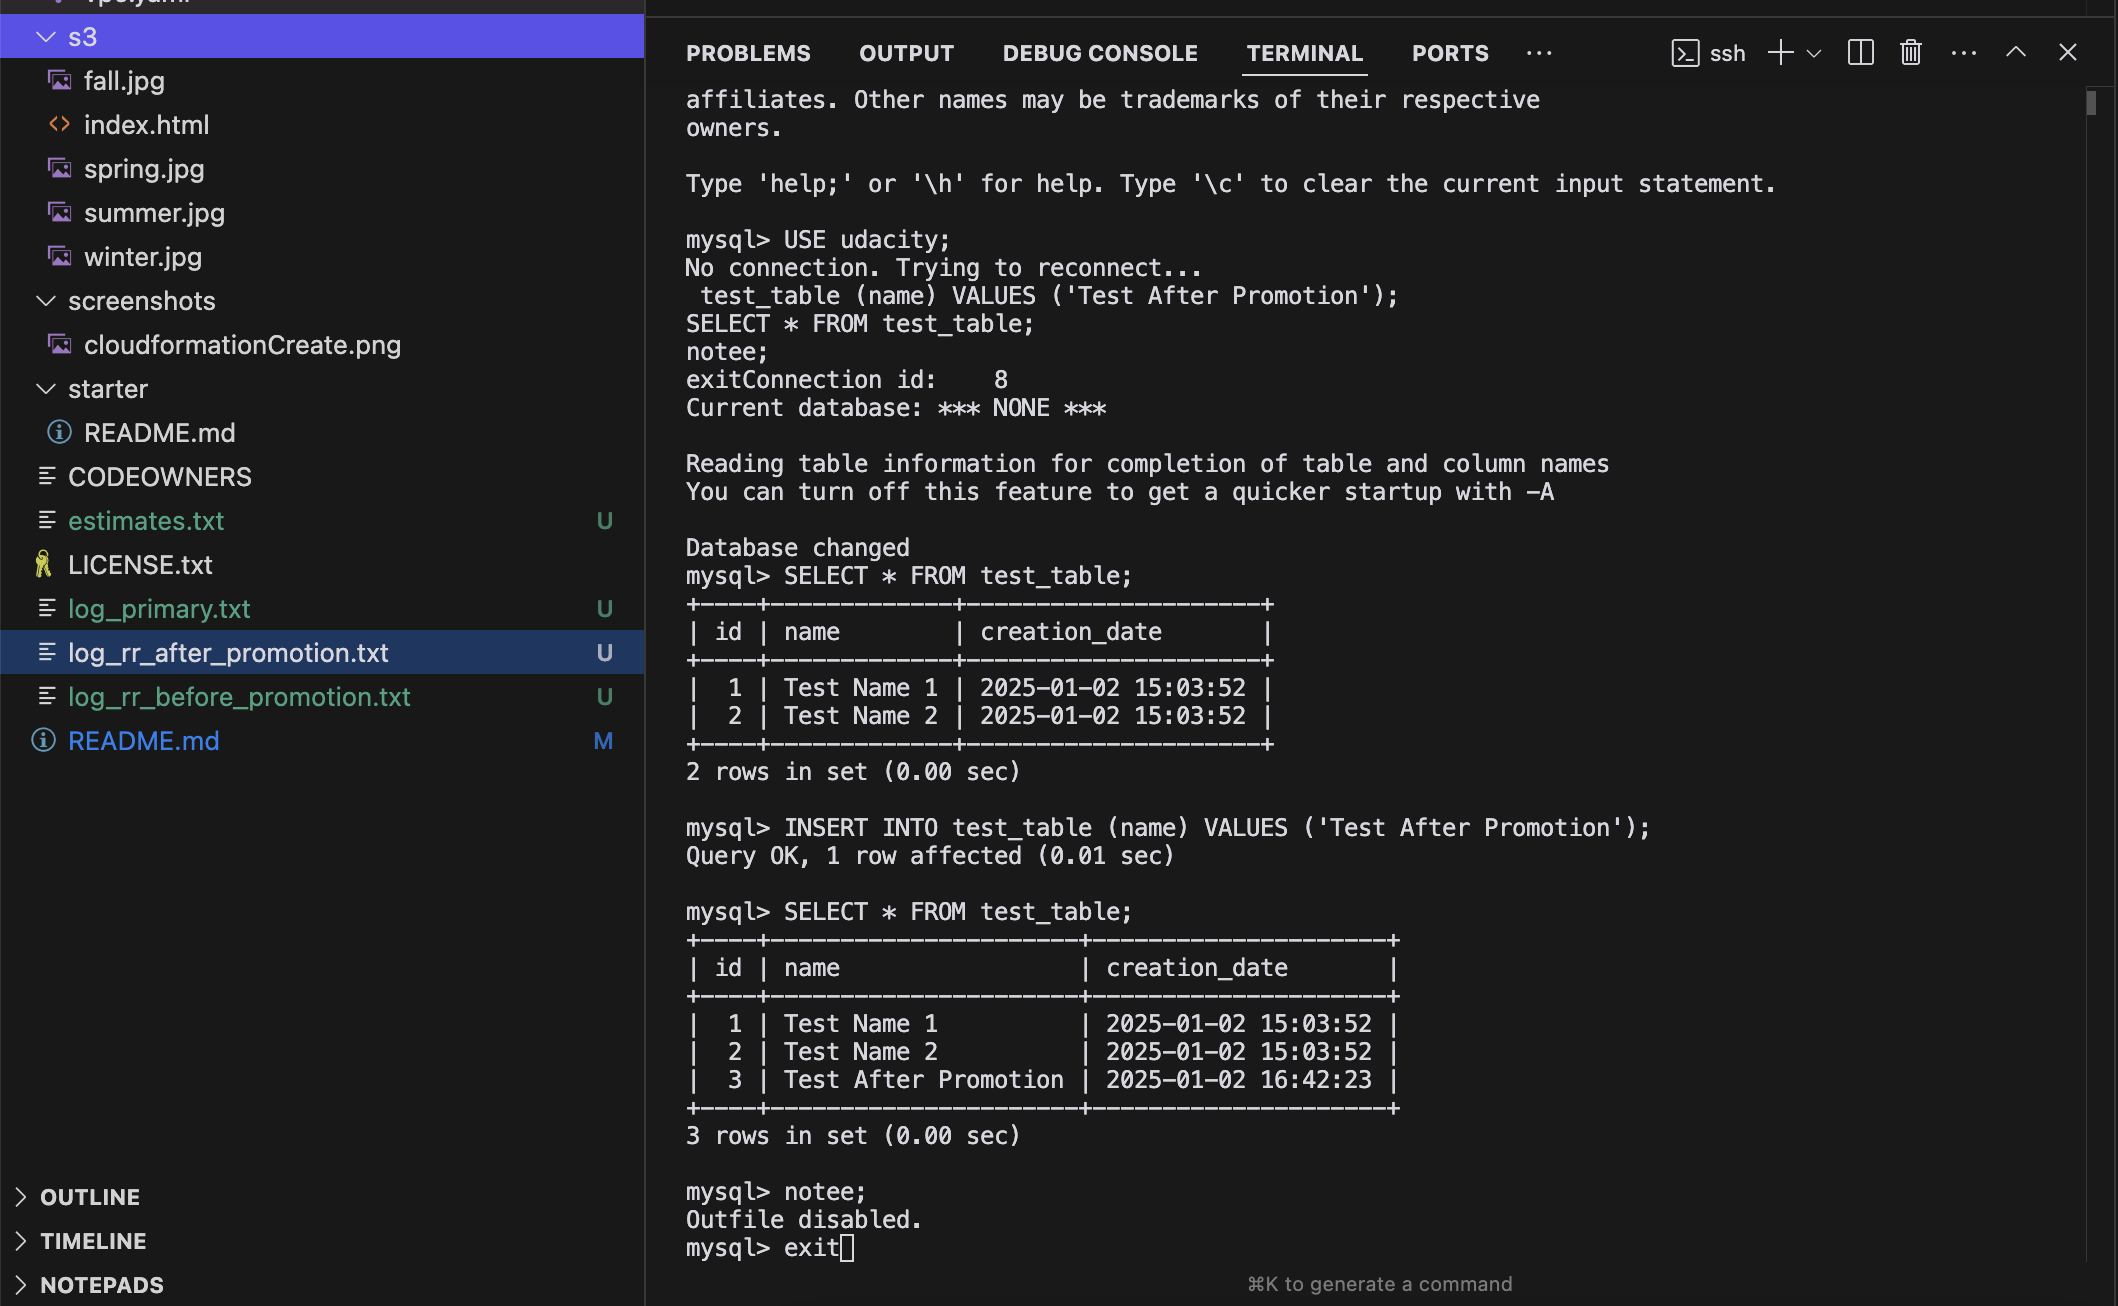 s3
fall.jpg
index.html
spring.jpg
summer.jpg
winter.jpg
screenshots
cloudformationCreate.png
starter
README.md
CODEOWNERS
estimates.txt U
LICENSE.txt
log_primary.txt U
log_rr_after_promotion.txt U
log_rr_before_promotion.txt U
README.md M
OUTLINE
TIMELINE
NOTEPADS
PROBLEMS OUTPUT DEBUG CONSOLE TERMINAL PORTS ··· ssh
affiliates. Other names may be trademarks of their respective
owners.
Type 'help;' or '\h' for help. Type '\c' to clear the current input statement.
mysql> USE udacity;
No connection. Trying to reconnect...
 test_table (name) VALUES ('Test After Promotion');
SELECT * FROM test_table;
notee;
exitConnection id:    8
Current database: *** NONE ***
Reading table information for completion of table and column names
You can turn off this feature to get a quicker startup with -A
Database changed
mysql> SELECT * FROM test_table;
+----+-------------+---------------------+
| id | name        | creation_date       |
+----+-------------+---------------------+
|  1 | Test Name 1 | 2025-01-02 15:03:52 |
|  2 | Test Name 2 | 2025-01-02 15:03:52 |
+----+-------------+---------------------+
2 rows in set (0.00 sec)
mysql> INSERT INTO test_table (name) VALUES ('Test After Promotion');
Query OK, 1 row affected (0.01 sec)
mysql> SELECT * FROM test_table;
+----+----------------------+---------------------+
| id | name                 | creation_date       |
+----+----------------------+---------------------+
|  1 | Test Name 1          | 2025-01-02 15:03:52 |
|  2 | Test Name 2          | 2025-01-02 15:03:52 |
|  3 | Test After Promotion | 2025-01-02 16:42:23 |
+----+----------------------+---------------------+
3 rows in set (0.00 sec)
mysql> notee;
Outfile disabled.
mysql> exit
⌘K to generate a command